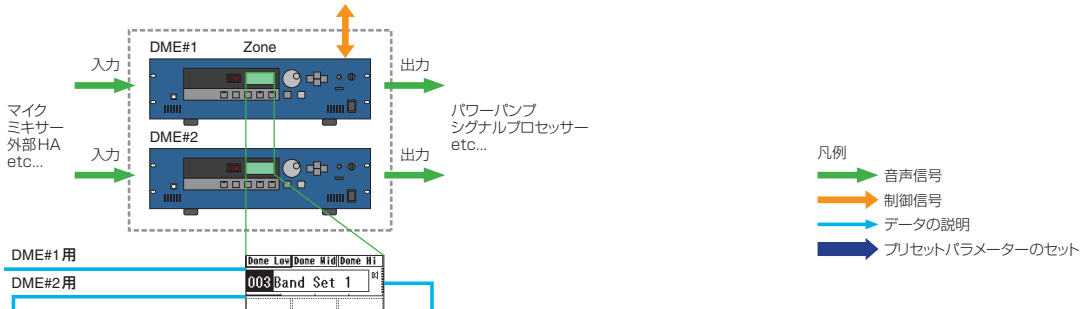 DME#1 Zone
入力
出力
マイク
ミキサー
外部HA
etc...
パワーパンプ
シグナルプロセッサー
etc...
DME#2
入力
出力
凡例
音声信号
制御信号
データの説明
プリセットパラメーターのセット
DME#1用
DME#2用
Done Low Done Mid Done Hi
003 Band Set 1